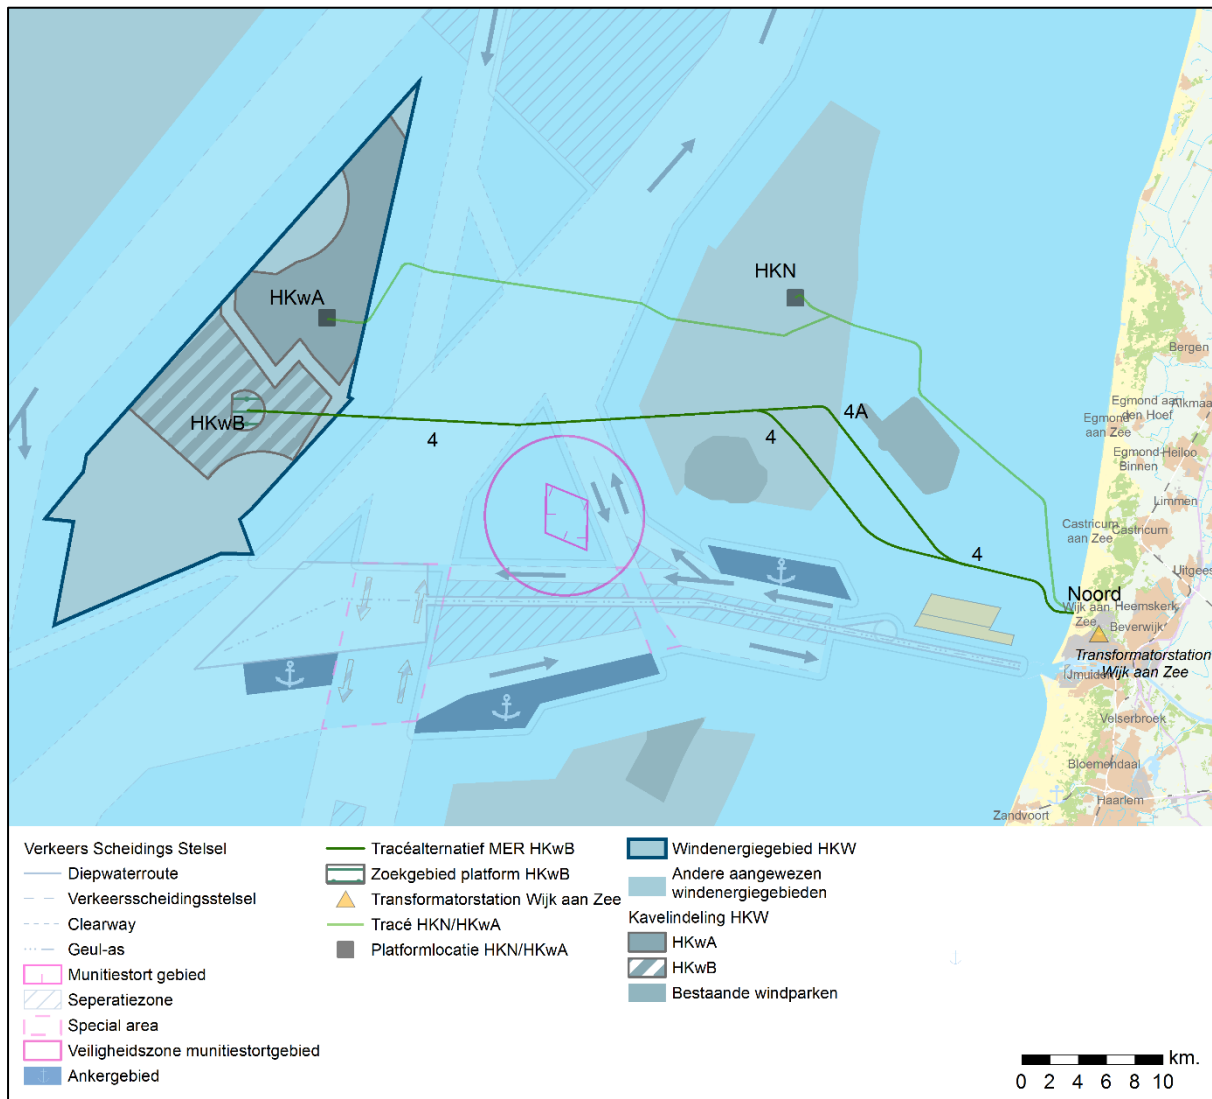 HKN
HKwA
Bergen
4A
Egmond aan
den Hoef
Alkmaa
Egmond
aan Zee
HKwB
4
4
Egmond-Heiloo
Binnen
Limmen
Castricum
aan Zee
Castricum
4
Uitgees
Noord
Wijk aan
Zee
Heemskerk
Beverwijk
Transformatorstation
Wijk aan Zee
IJmuiden
Velserbroek
Bloemendaal
Haarlem
Zandvoort
Verkeers Scheidings Stelsel
Diepwaterroute
Verkeersscheidingsstelsel
Clearway
Geul-as
Munitiestort gebied
Seperatiezone
Special area
Veiligheidszone munitiestortgebied
Ankergebied
Tracéalternatief MER HKwB
Zoekgebied platform HKwB
Transformatorstation Wijk aan Zee
Tracé HKN/HKwA
Platformlocatie HKN/HKwA
Windenergiegebied HKW
Andere aangewezen
windenergiegebieden
Kavelindeling HKW
HKwA
HKwB
Bestaande windparken
km.
0 2 4 6 8 10